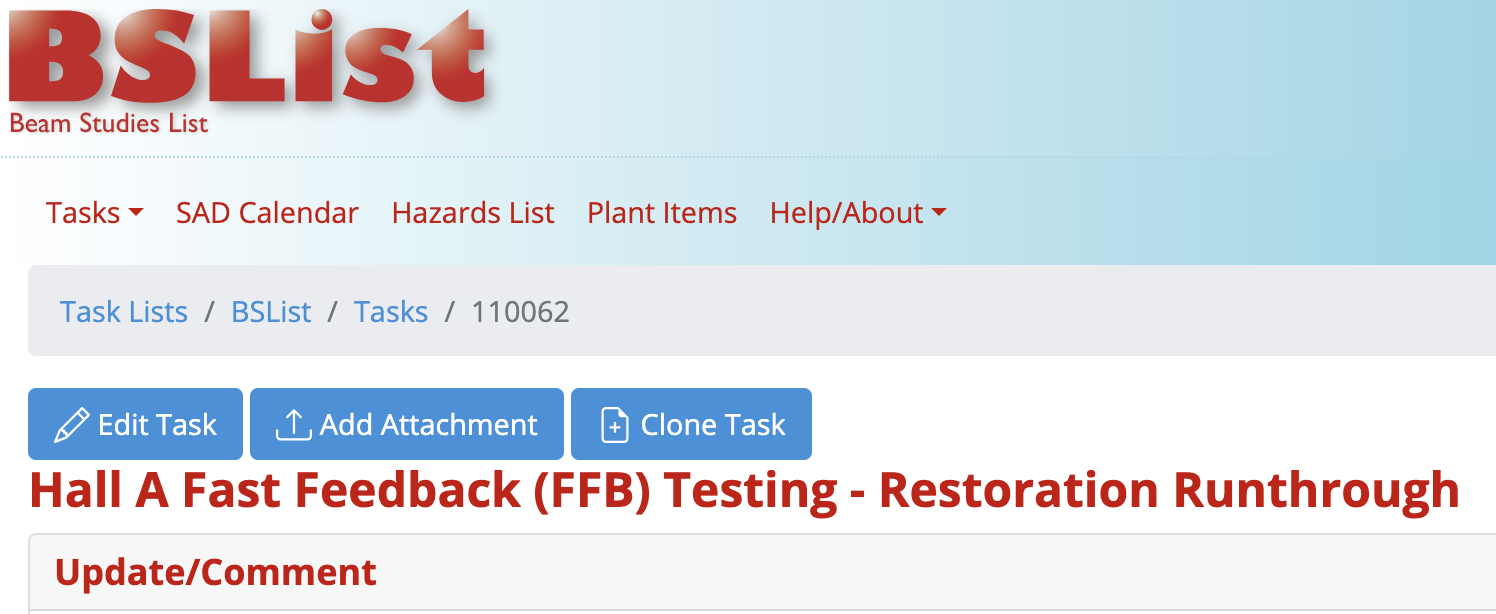 BSList
Beam Studies List
Tasks SAD Calendar Hazards List Plant Items Help/About
Task Lists / BSList / Tasks / 110062
Edit Task Add Attachment Clone Task
Hall A Fast Feedback (FFB) Testing - Restoration Runthrough
Update/Comment